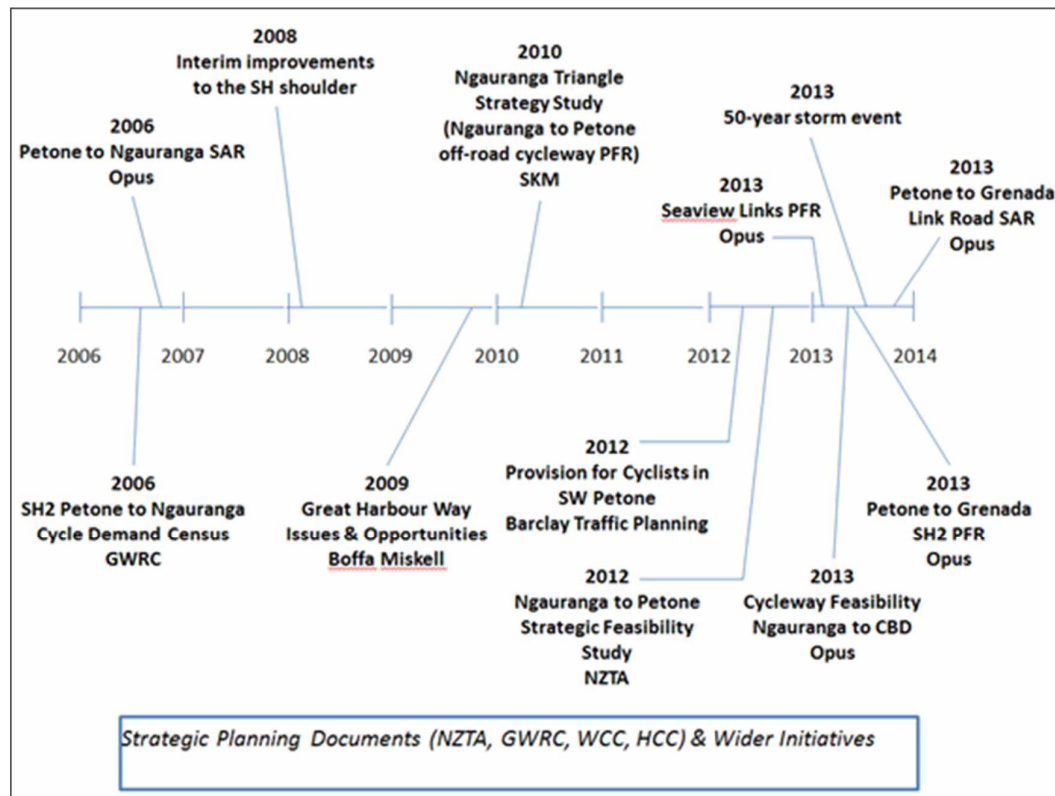 2008
Interim improvements
to the SH shoulder
2010
Ngauranga Triangle
Strategy Study
(Ngauranga to Petone
off-road cycleway PFR)
SKM
2013
50-year storm event
2006
Petone to Ngauranga SAR
Opus
2013
Seaview Links PFR
Opus
2013
Petone to Grenada
Link Road SAR
Opus
2006
2007
2008
2009
2010
2011
2012
2013
2014
2006
SH2 Petone to Ngauranga
Cycle Demand Census
GWRC
2009
Great Harbour Way
Issues & Opportunities
Boffa Miskell
2012
Provision for Cyclists in
SW Petone
Barclay Traffic Planning
2013
Petone to Grenada
SH2 PFR
Opus
2012
Ngauranga to Petone
Strategic Feasibility
Study
NZTA
2013
Cycleway Feasibility
Ngauranga to CBD
Opus
Strategic Planning Documents (NZTA, GWRC, WCC, HCC) & Wider Initiatives